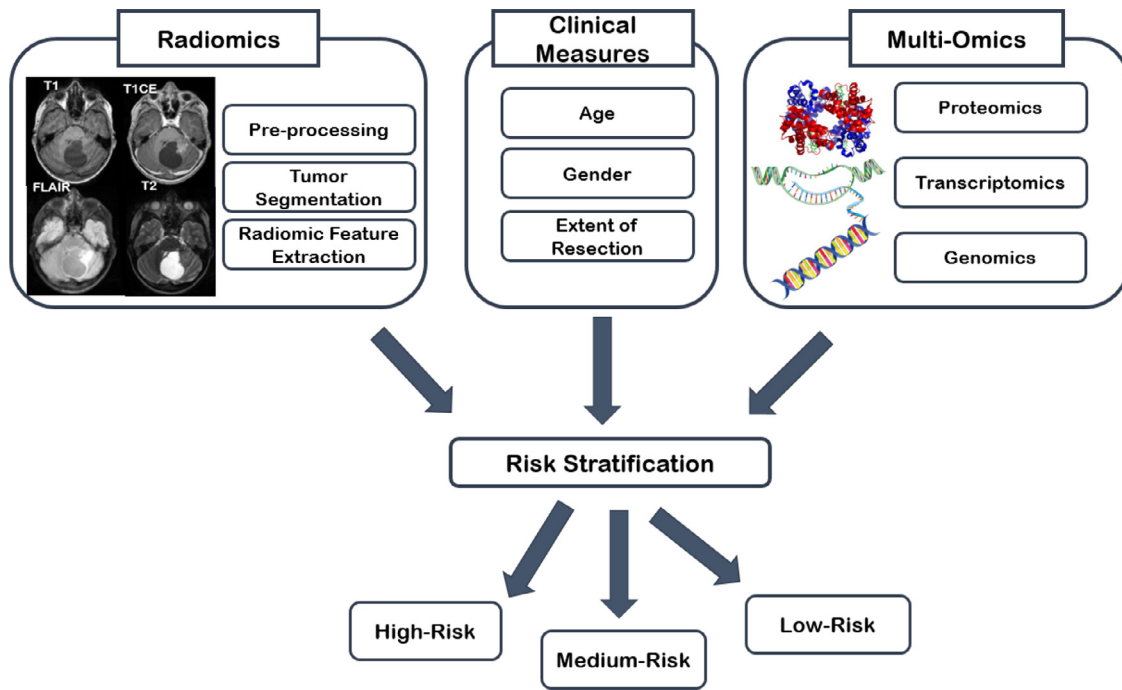 Radiomics
T1
T1CE
FLAIR
T2
Pre-processing
Tumor
Segmentation
Radiomic Feature
Extraction
Clinical
Measures
Age
Gender
Extent of
Resection
Multi-Omics
Proteomics
Transcriptomics
Genomics
Risk Stratification
High-Risk
Medium-Risk
Low-Risk